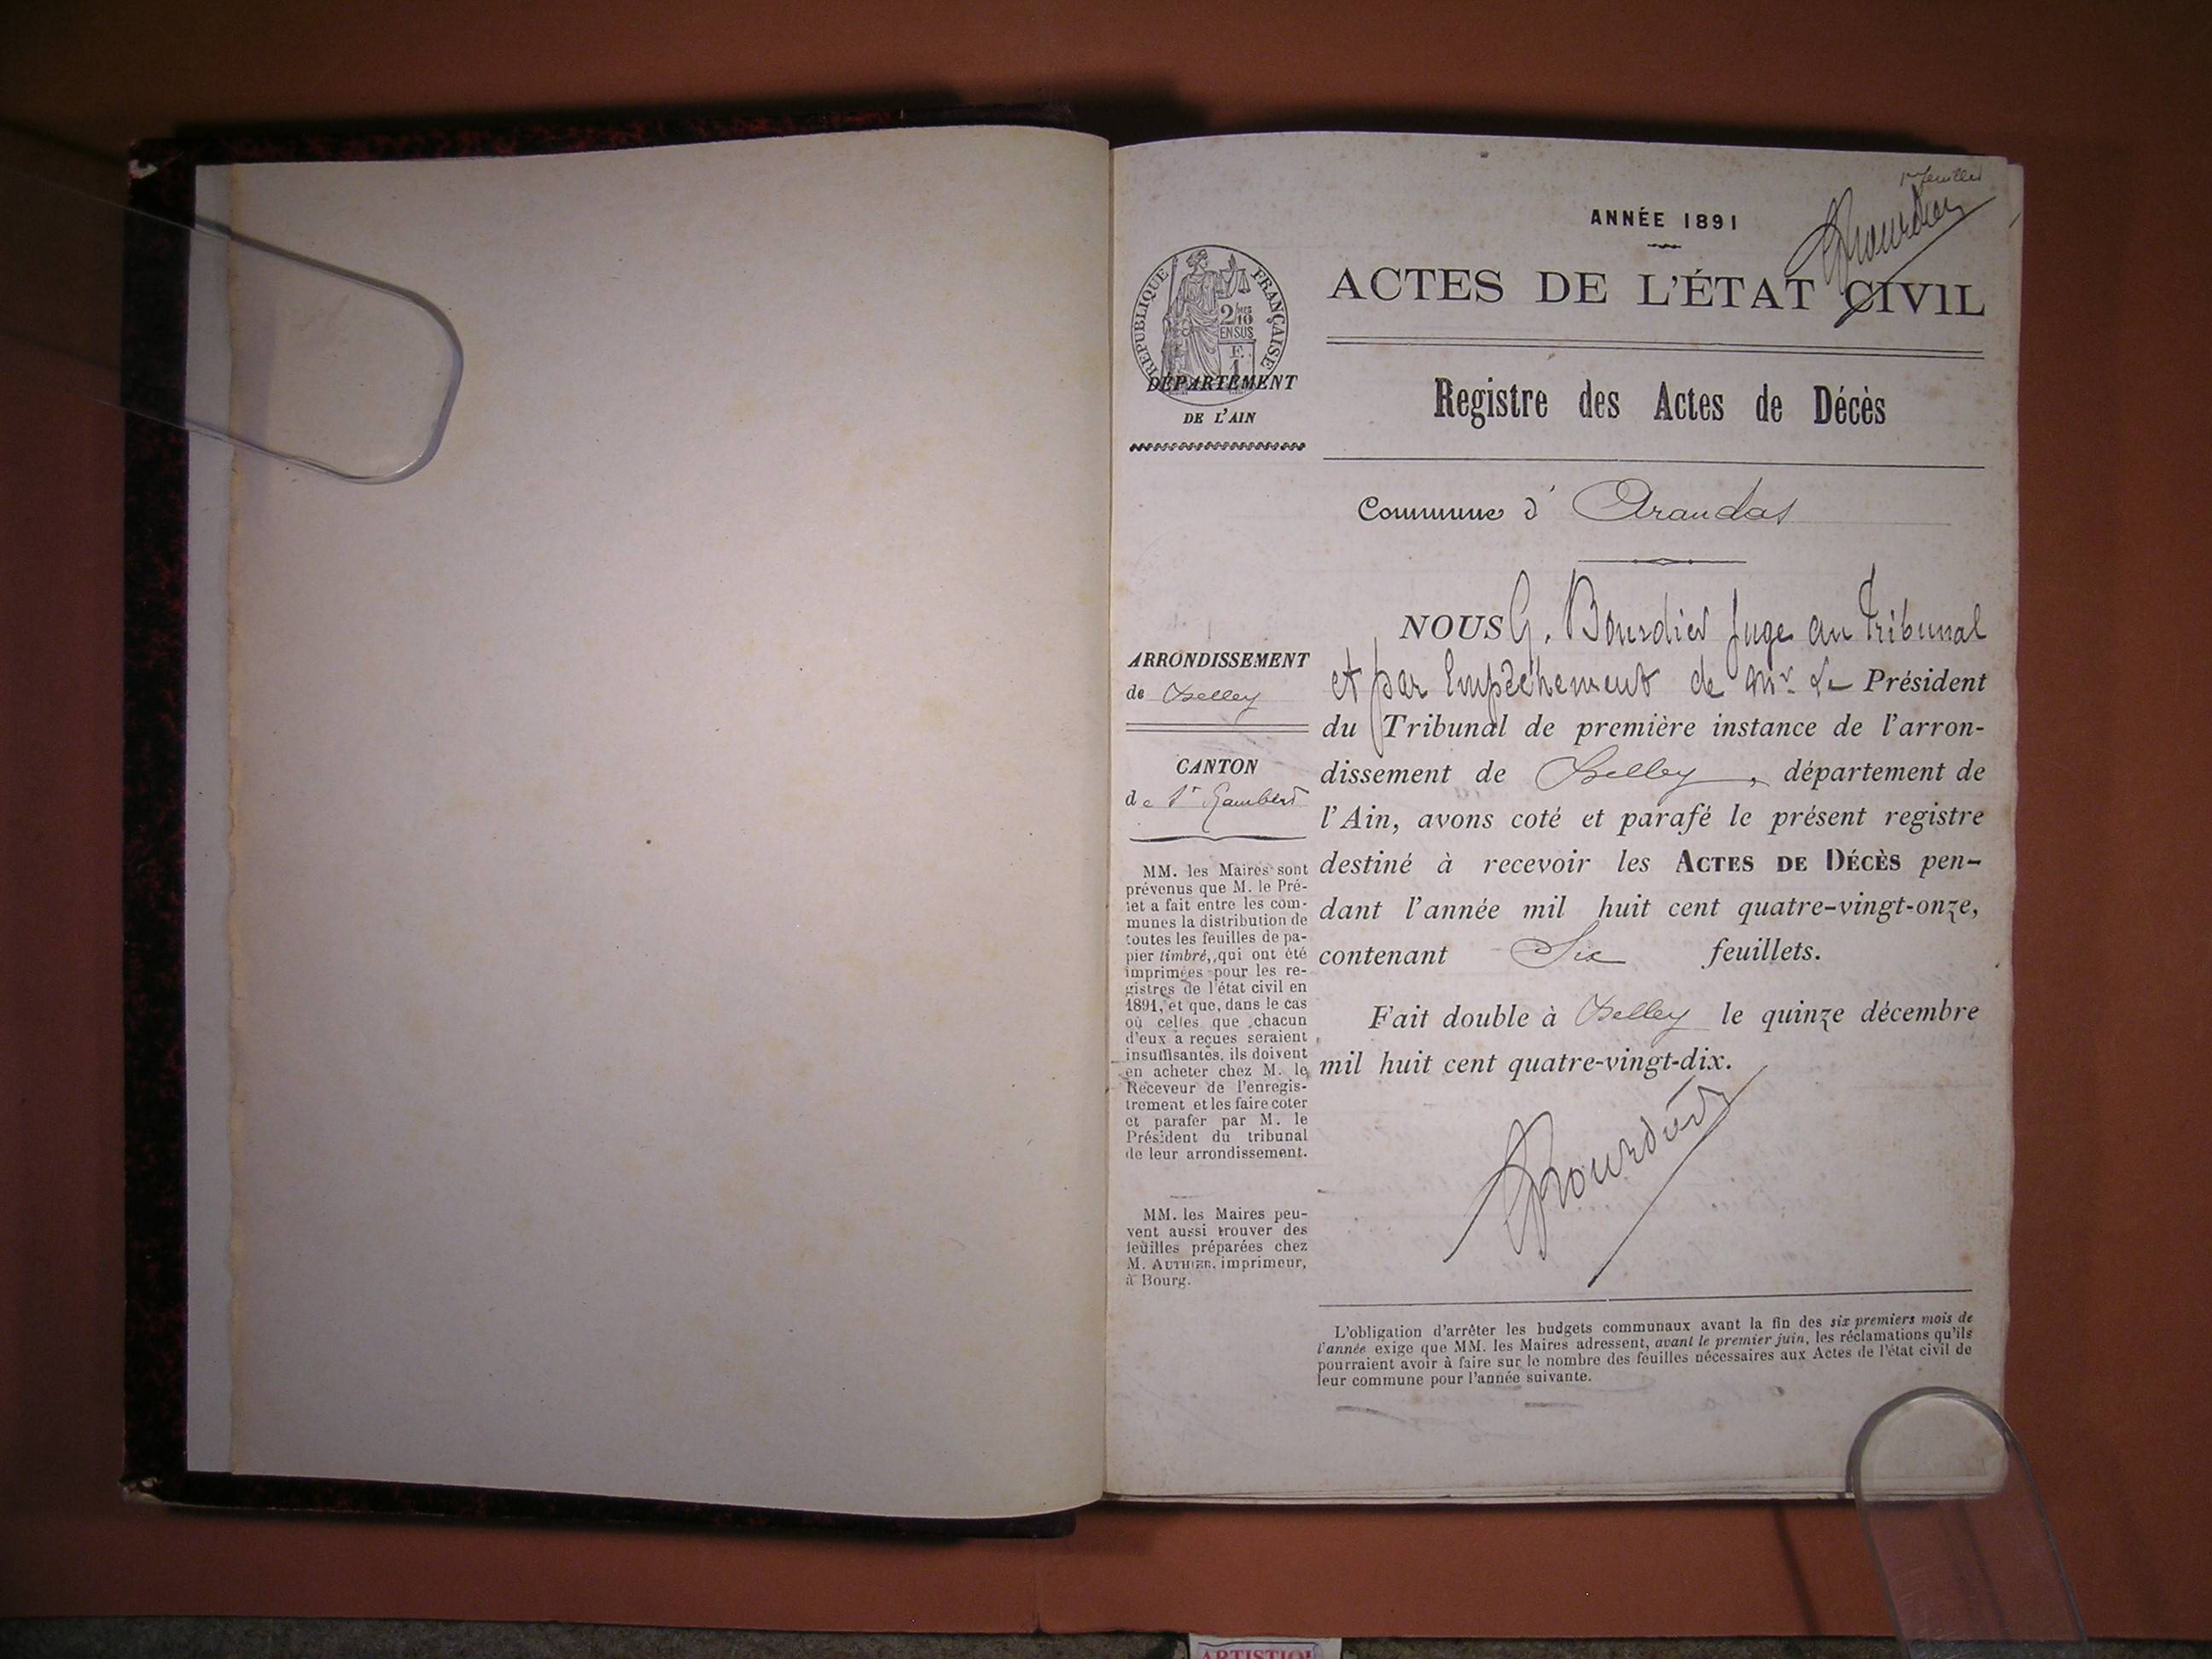 1er feuillet
GBourdier
ANNÉE 1891
ACTES DE L'ÉTAT CIVIL
RÉPUBLIQUE FRANÇAISE
2/10MES
EN SUS
F.
1
DÉPARTEMENT
DE L'AIN
Registre des Actes de Décès
Commune d' Arandas
ARRONDISSEMENT
de Belley
CANTON
de St Rambert
MM. les Maires sont
prévenus que M. le Pré-
fet a fait entre les com-
munes la distribution de
toutes les feuilles de pa-
pier timbré, qui ont été
imprimées pour les re-
gistres de l'état civil en
1891, et que, dans le cas
où celles que chacun
d'eux a reçues seraient
insuffisantes, ils doivent
en acheter chez M. le
Receveur de l'enregis-
trement et les faire coter
et parafer par M. le
Président du tribunal
de leur arrondissement.
MM. les Maires peu-
vent aussi trouver des
feuilles préparées chez
M. AUTHIER, imprimeur,
à Bourg.
NOUS G. Bourdier Juge au Tribunal
et par Empêchement de Mr Le Président
du Tribunal de première instance de l'arron-
dissement de Belley, département de
l'Ain, avons coté et parafé le présent registre
destiné à recevoir les ACTES DE DÉCÈS pen-
dant l'année mil huit cent quatre-vingt-onze,
contenant Six feuillets.
Fait double à Belley le quinze décembre
mil huit cent quatre-vingt-dix.
GBourdier
L'obligation d'arrêter les budgets communaux avant la fin des six premiers mois de
l'année exige que MM. les Maires adressent, avant le premier juin, les réclamations qu'ils
pourraient avoir à faire sur le nombre des feuilles nécessaires aux Actes de l'état civil de
leur commune pour l'année suivante.